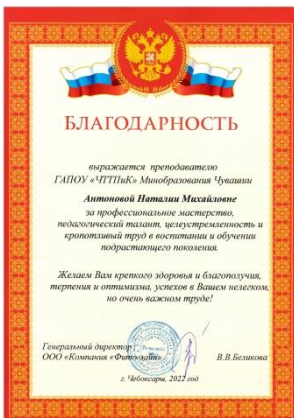 БЛАГОДАРНОСТЬ
выражается преподавателю
ГАПОУ «ЧТТПиК» Минобразования Чувашии
Антоновой Наталии Михайловне
за профессиональное мастерство,
педагогический талант, целеустремленность и
кропотливый труд в воспитании и обучении
подрастающего поколения.
Желаем Вам крепкого здоровья и благополучия,
терпения и оптимизма, успехов в Вашем нелегком,
но очень важном труде!
Генеральный директор
ООО «Компания «Фитолайн» В.В.Беликова
г. Чебоксары, 2022 год